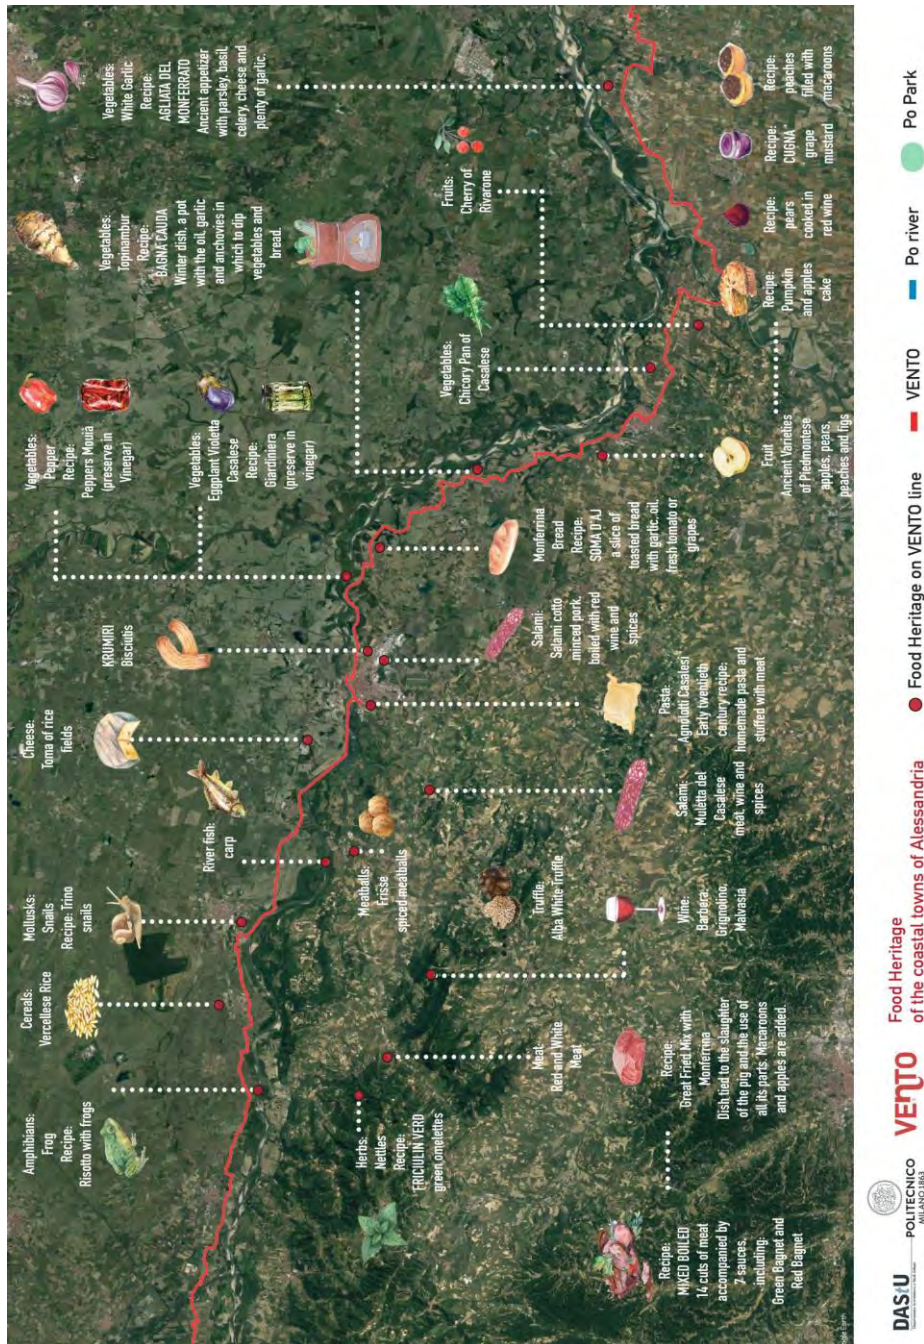 Amphibians:
Frog
Recipe:
Risotto with frogs
Cereals:
Vercellese Rice
Mollusks:
Snails
Recipe: Trino
snails
River fish:
carp
Cheese:
Toma of rice
fields
KRUMIRI
Bisciutis
Vegetables:
Pepper
Recipe:
Peppers Mouiä
(preserve in
Vinegar)
Vegetables:
Eggplant Violetta
Casalese
Recipe:
Giardiniera
(preserve in
vinegar)
Vegetables:
Topinambur
Recipe:
BAGNA CAUDA
Winter dish, a pot
with the oil, garlic
and anchovies in
which to dip
vegetables and
bread.
Vegetables:
White Garlic
Recipe:
AGLIATA DEL
MONFERRATO
Ancient appetizer
with parsley, basil,
celery, cheese and
plenty of garlic.
Herbs:
Nettles
Recipe:
FRICIULIN VERD
green omelettes
Meatballs:
Frisse
spiced meatballs
Vegetables:
Chicory Pan of
Casalese
Fruits:
Cherry of
Rivarone
Meat:
Red and White
Meat
Truffle:
Alba White Truffle
Salami:
Salami cotto
minced pork,
boiled with red
wine and
spices
Monferrina
Bread
Recipe:
SOMA D'AJ
a slice of
toasted bread
with garlic, oil,
fresh tomato or
grapes
Recipe:
MIXED BOILED
14 cuts of meat
accompanied by
7 sauces,
including:
Green Bagnet and
Red Bagnet
Recipe:
Great Fried Mix with
Monferrina
Dish tied to the slaughter
of the pig and the use of
all its parts. Macaroons
and apples are added.
Wine:
Barbera;
Grignolino,
Malvasia
Salami:
Muletta del
Casalese
meat, wine and
spices
Pasta:
Agnolotti Casalesi
Early twentieth
century recipe:
homemade pasta and
stuffed with meat
Fruit
Ancient Varieties
of Piedmontese
apples, pears,
peaches and figs
Recipe:
Pumpkin
and apples
cake
Recipe:
pears
cooked in
red wine
Recipe:
CUGNA'
grape
mustard
Recipe:
peaches
filled with
macaroons
DAStU
POLITECNICO
MILANO 1863
VENTO
Food Heritage
of the coastal towns of Alessandria
Food Heritage on VENTO line
VENTO
Po river
Po Park